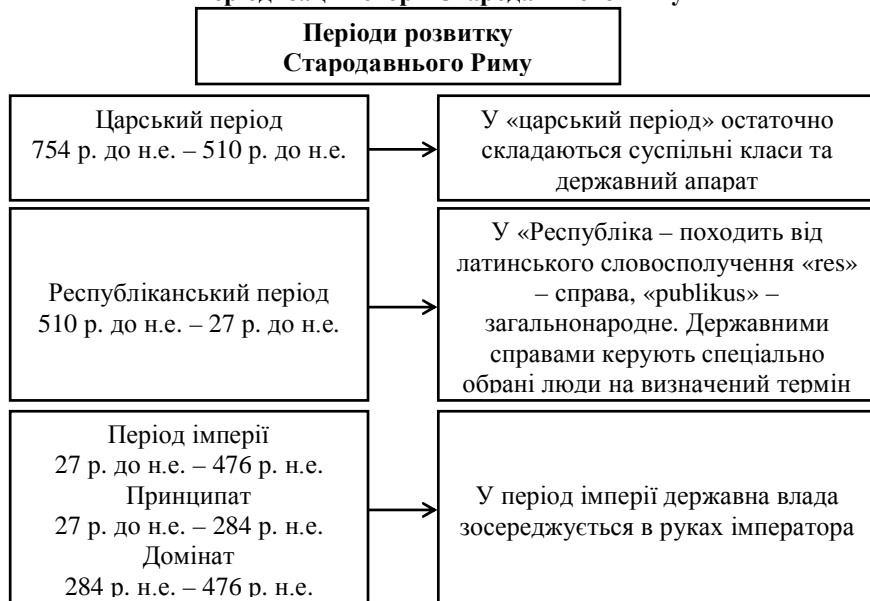 Періоди розвитку
Стародавнього Риму
Царський період
754 р. до н.е. – 510 р. до н.е.
У «царський період» остаточно
складаються суспільні класи та
державний апарат
Республіканський період
510 р. до н.е. – 27 р. до н.е.
У «Республіка – походить від
латинського словосполучення «res»
– справа, «publikus» –
загальнонародне. Державними
справами керують спеціально
обрані люди на визначений термін
Період імперії
27 р. до н.е. – 476 р. н.е.
Принципат
27 р. до н.е. – 284 р. н.е.
Домінат
284 р. н.е. – 476 р. н.е.
У період імперії державна влада
зосереджується в руках імператора